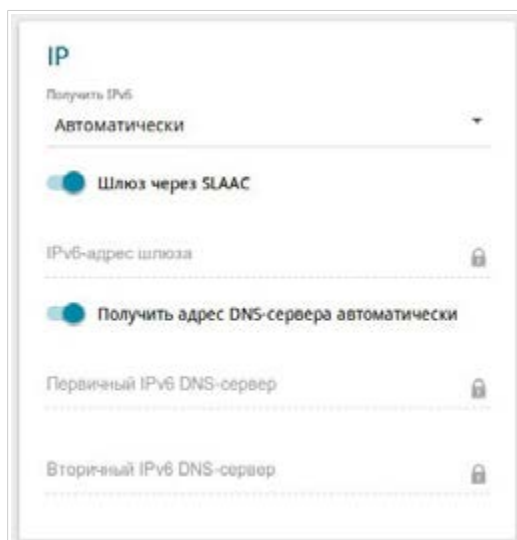 IP
Получить IPv6
Автоматически
Шлюз через SLAAC
IPv6-адрес шлюза
Получить адрес DNS-сервера автоматически
Первичный IPv6 DNS-сервер
Вторичный IPv6 DNS-сервер